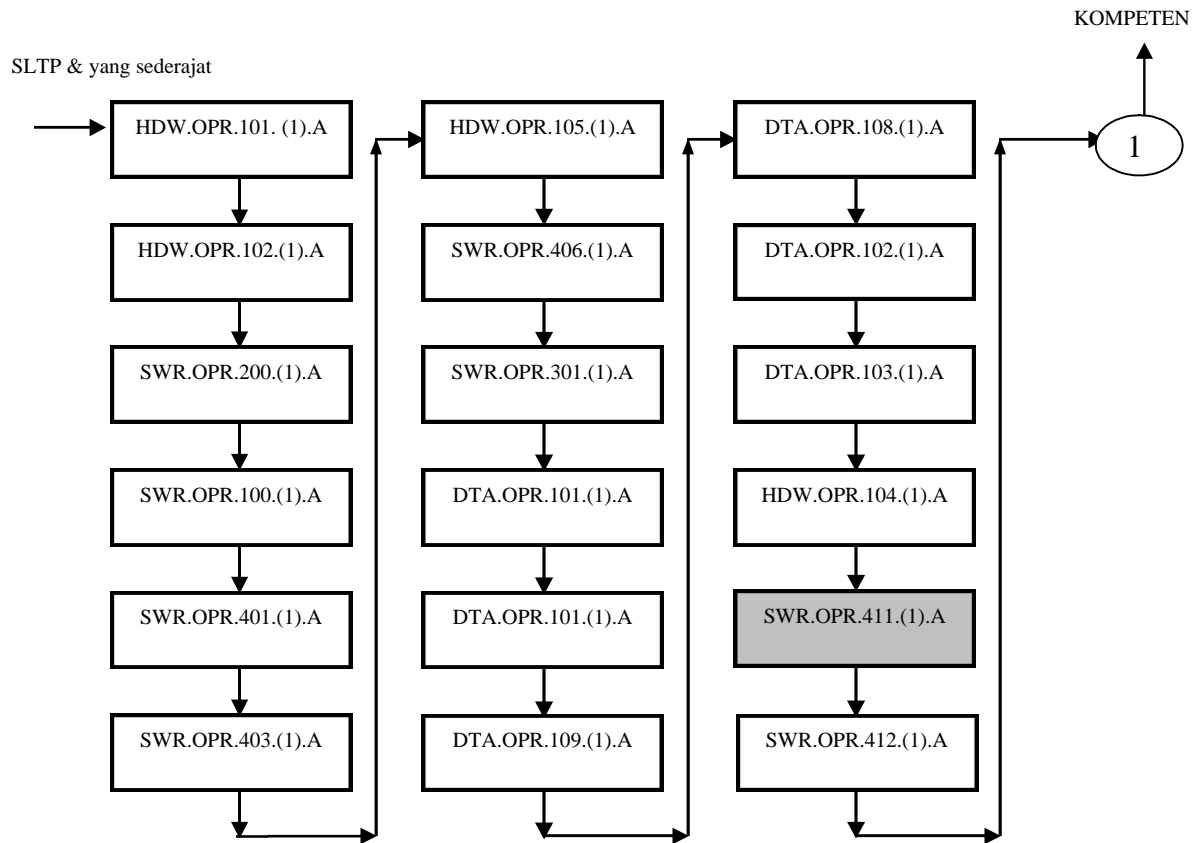 KOMPETEN
SLTP & yang sederajat
HDW.OPR.101. (1).A
HDW.OPR.102.(1).A
SWR.OPR.200.(1).A
SWR.OPR.100.(1).A
SWR.OPR.401.(1).A
SWR.OPR.403.(1).A
HDW.OPR.105.(1).A
SWR.OPR.406.(1).A
SWR.OPR.301.(1).A
DTA.OPR.101.(1).A
DTA.OPR.101.(1).A
DTA.OPR.109.(1).A
DTA.OPR.108.(1).A
DTA.OPR.102.(1).A
DTA.OPR.103.(1).A
HDW.OPR.104.(1).A
SWR.OPR.411.(1).A
SWR.OPR.412.(1).A
1